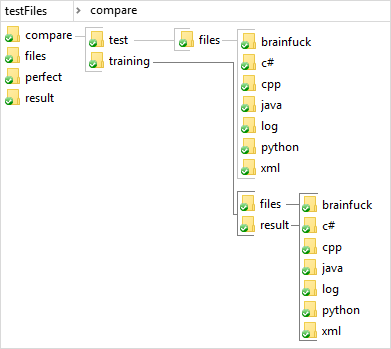 testFiles > compare
compare test files brainfuck
files training c#
perfect cpp
result java
log
python
xml
files brainfuck
result c#
cpp
java
log
python
xml